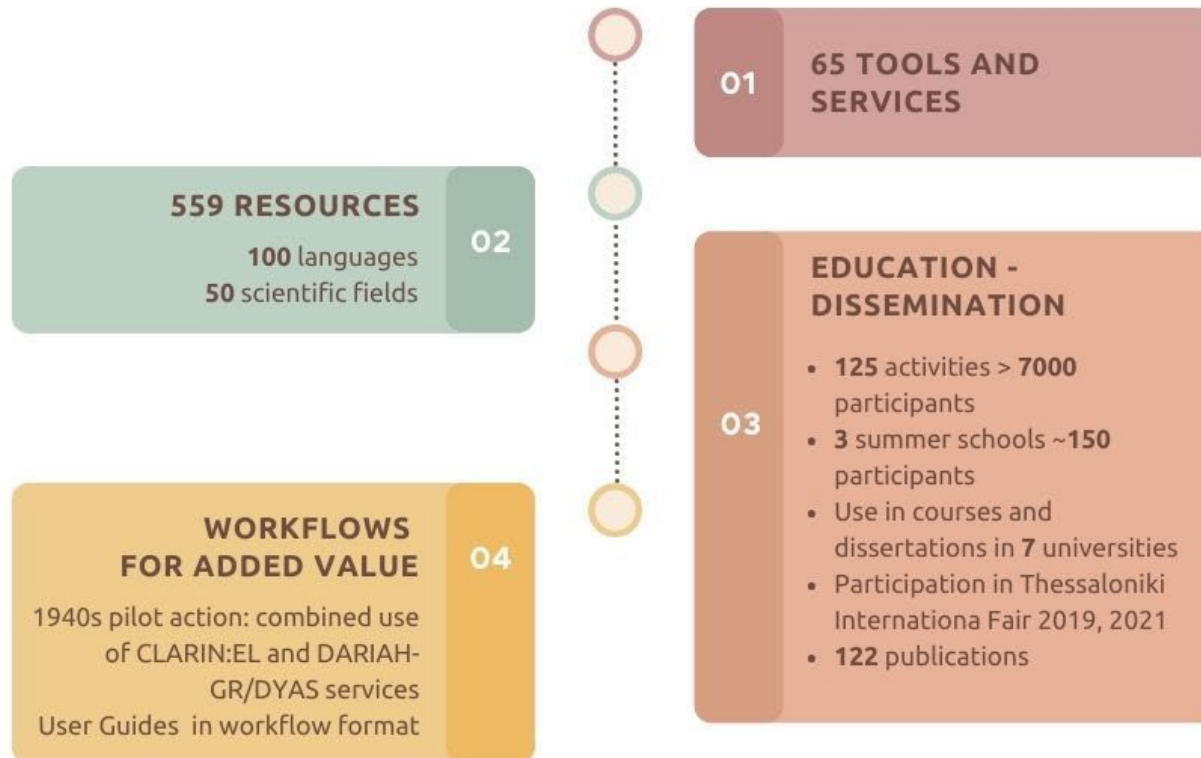 01
65 TOOLS AND
SERVICES
559 RESOURCES
100 languages
50 scientific fields
02
03
EDUCATION -
DISSEMINATION
• 125 activities > 7000
participants
• 3 summer schools ~150
participants
• Use in courses and
dissertations in 7 universities
• Participation in Thessaloniki
Internationa Fair 2019, 2021
• 122 publications
WORKFLOWS
FOR ADDED VALUE
04
1940s pilot action: combined use
of CLARIN:EL and DARIAH-
GR/DYAS services
User Guides in workflow format